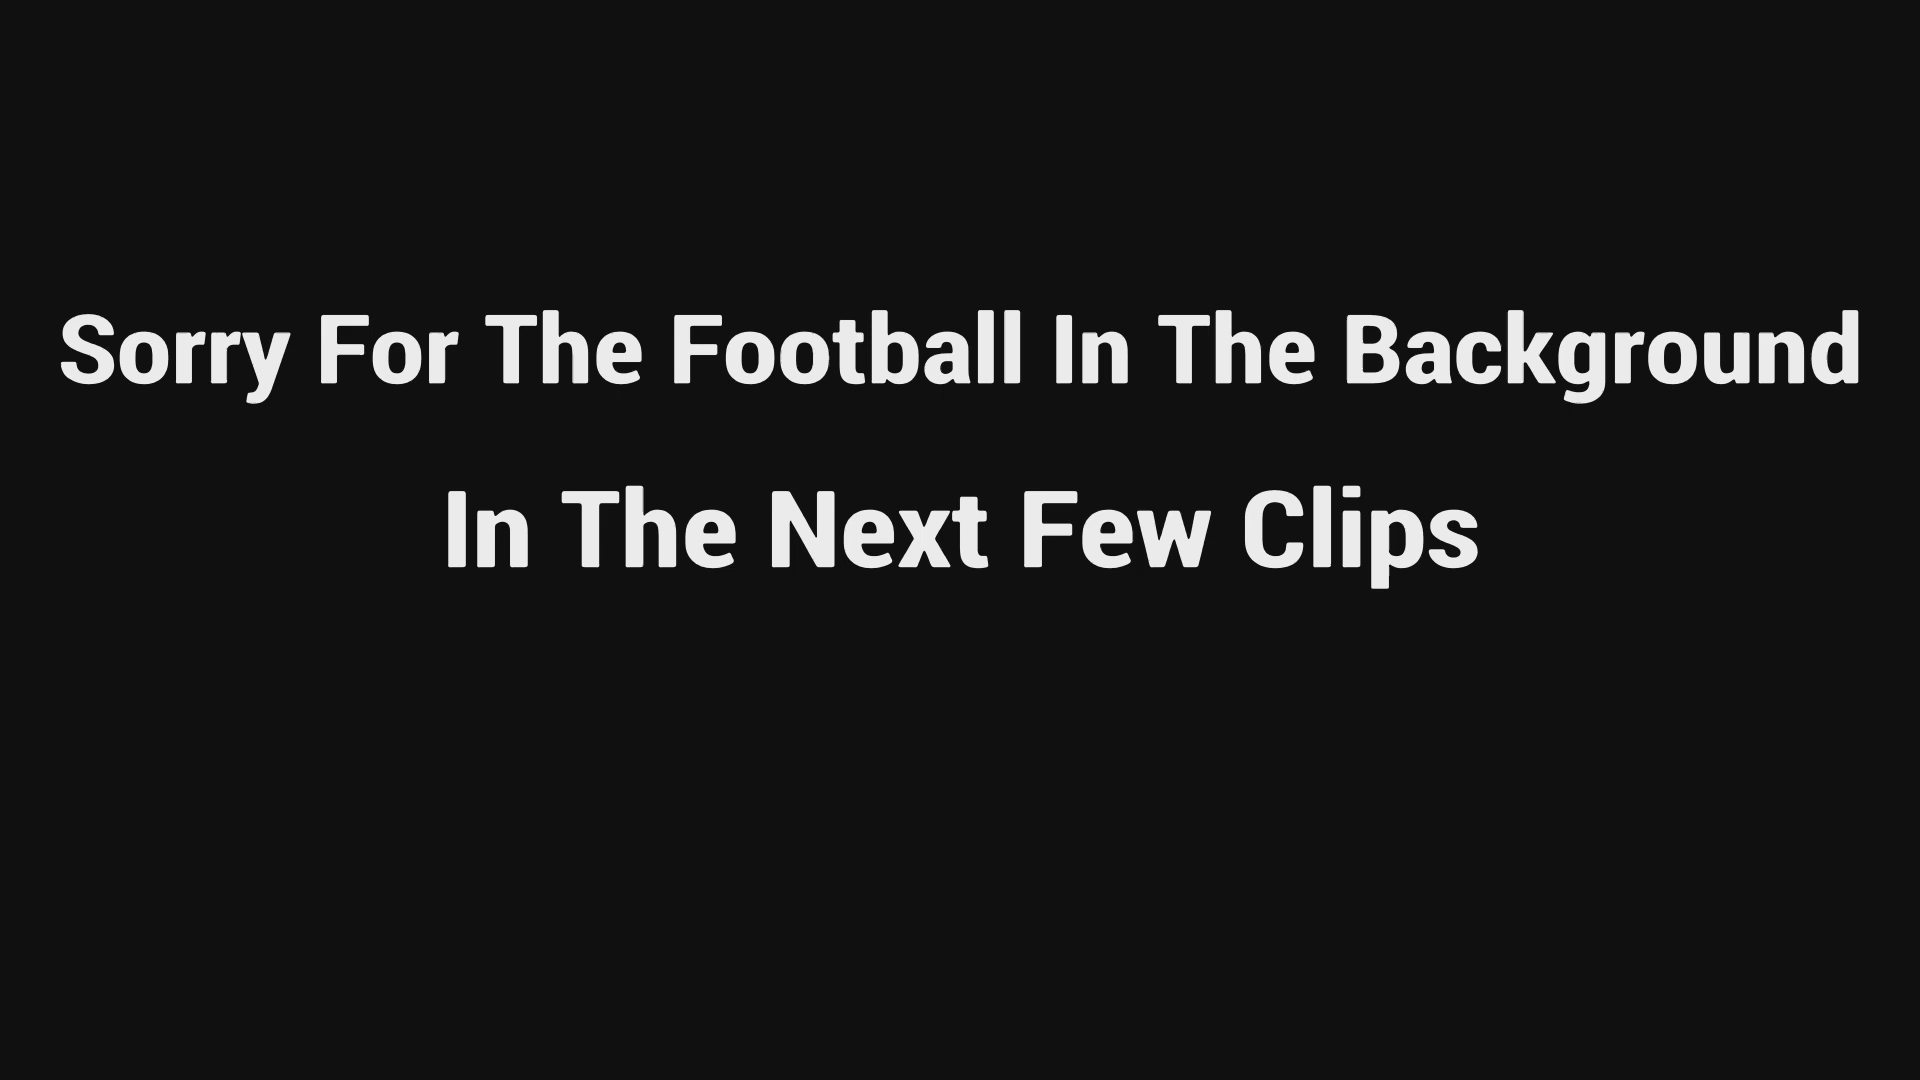 Sorry For The Football In The Background
In The Next Few Clips